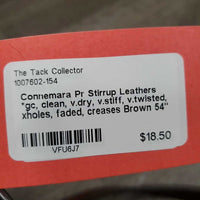 The Tack Collector
1007602-154
Connemara Pr Stirrup Leathers
"gc, clean, v.dry, v.stiff, v.twisted,
xholes, faded, creases Brown 54"
$18.50
VFU6J7